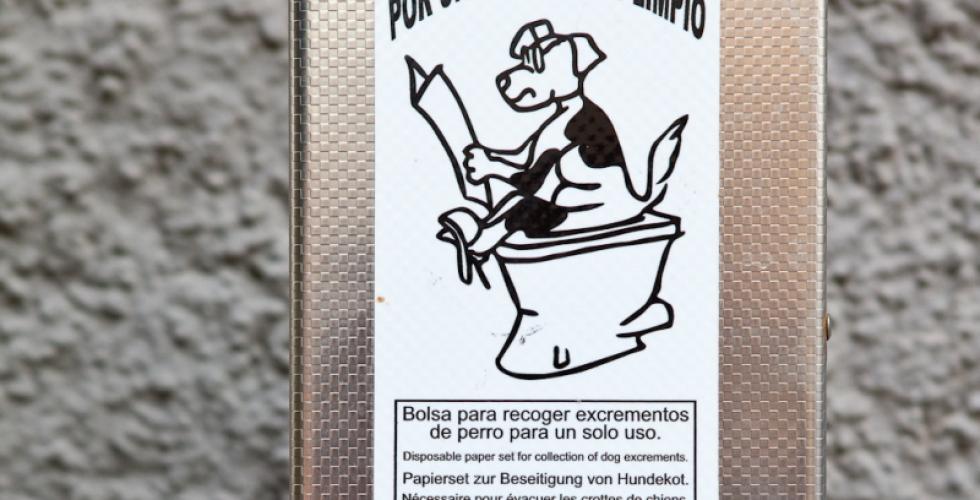 POR
LIMPIO
Bolsa para recoger excrementos
de perro para un solo uso.
Disposable paper set for collection of dog excrements.
Papierset zur Beseitigung von Hundekot.
Nécessaire pour évacuer les crottes de chiens.